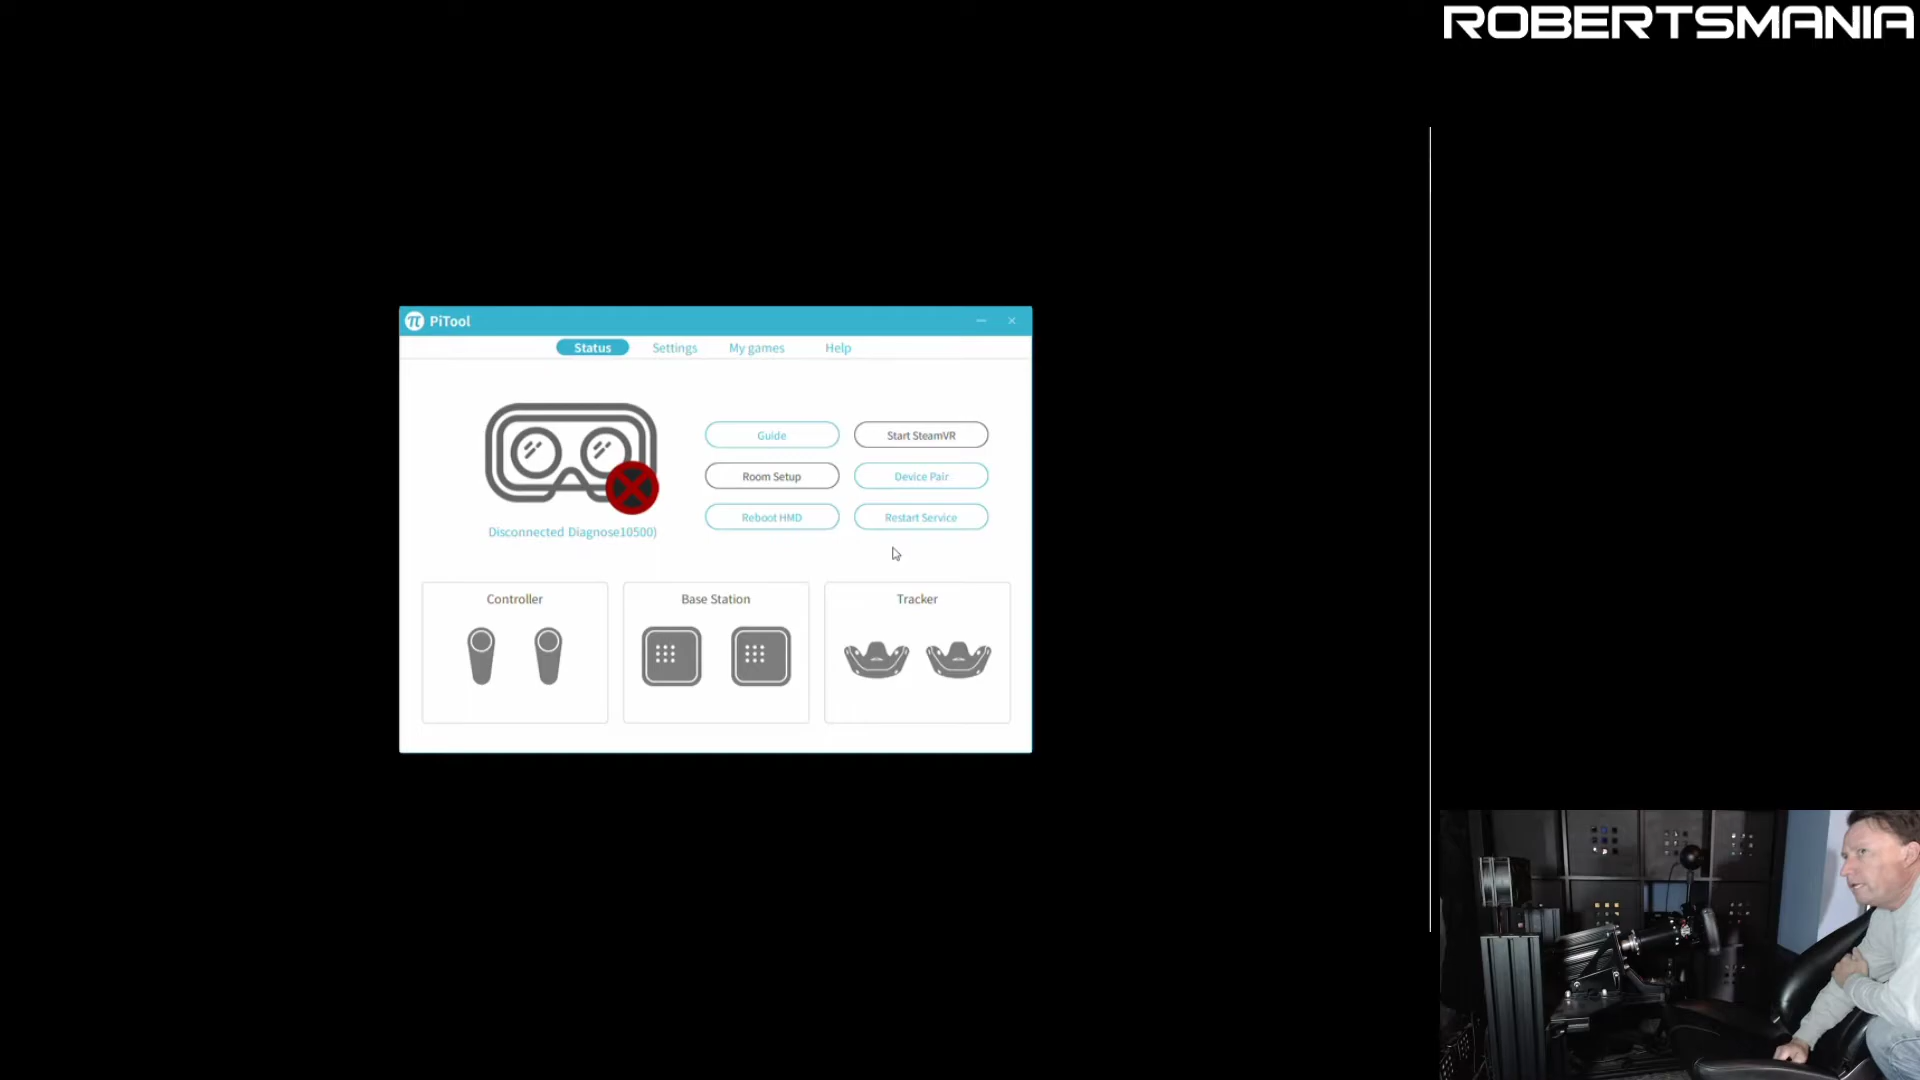 ROBERTSMANIA
PiTool
Status Settings My games Help
Guide Start SteamVR
Room Setup Device Pair
Reboot HMD Restart Service
Disconnected Diagnose10500)
Controller Base Station Tracker